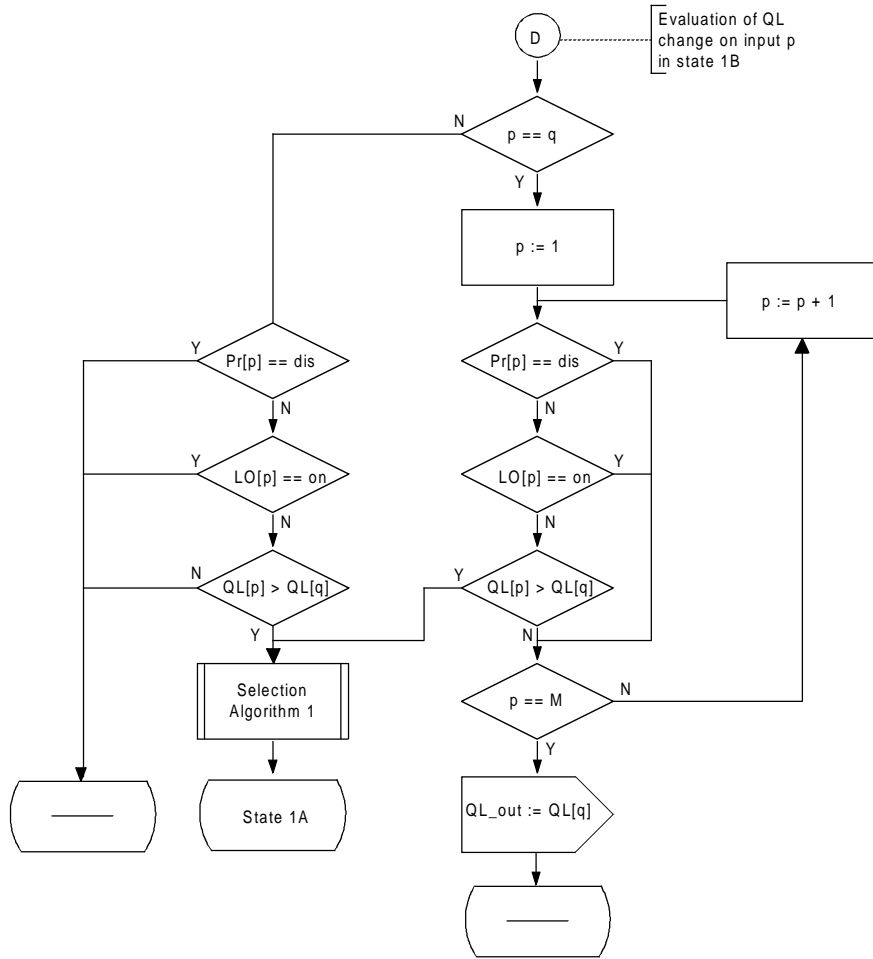 D
Evaluation of QL
change on input p
in state 1B
N
p == q
Y
p := 1
p := p + 1
Y
Pr[p] == dis
N
Pr[p] == dis
Y
N
Y
LO[p] == on
N
LO[p] == on
Y
N
N
QL[p] > QL[q]
Y
Y
QL[p] > QL[q]
N
Selection
Algorithm 1
p == M
N
Y
State 1A
QL_out := QL[q]